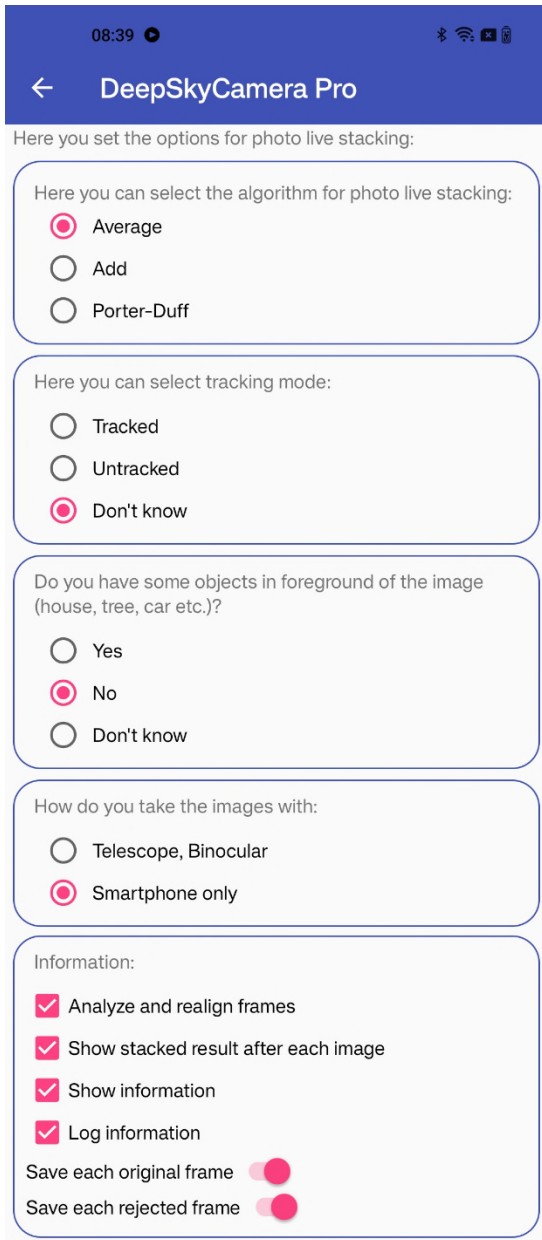 08:39
DeepSkyCamera Pro
Here you set the options for photo live stacking:
Here you can select the algorithm for photo live stacking:
Average
Add
Porter-Duff
Here you can select tracking mode:
Tracked
Untracked
Don't know
Do you have some objects in foreground of the image
(house, tree, car etc.)?
Yes
No
Don't know
How do you take the images with:
Telescope, Binocular
Smartphone only
Information:
Analyze and realign frames
Show stacked result after each image
Show information
Log information
Save each original frame
Save each rejected frame